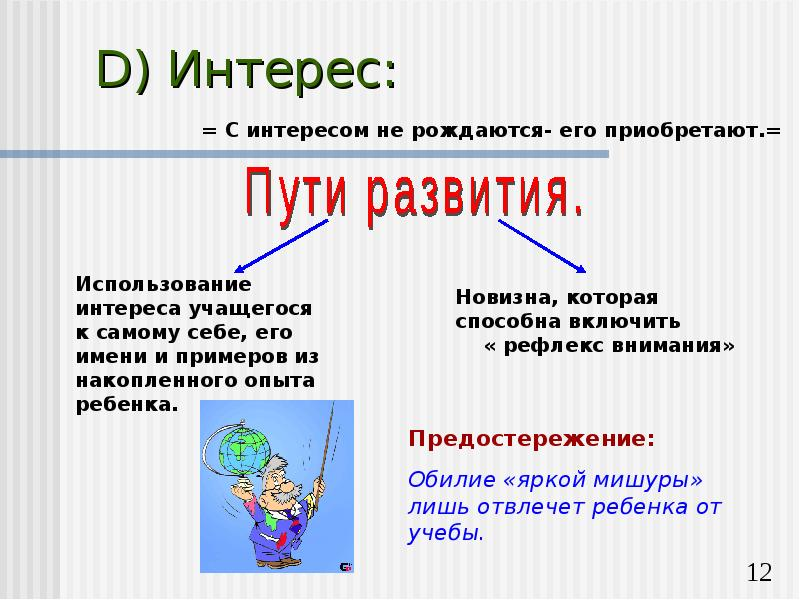 D) Интерес:
= С интересом не рождаются- его приобретают.=
Пути развития.
Использование
интереса учащегося
к самому себе, его
имени и примеров из
накопленного опыта
ребенка.
Новизна, которая
способна включить
« рефлекс внимания»
Предостережение:
Обилие «яркой мишуры»
лишь отвлечет ребенка от
учебы.
12